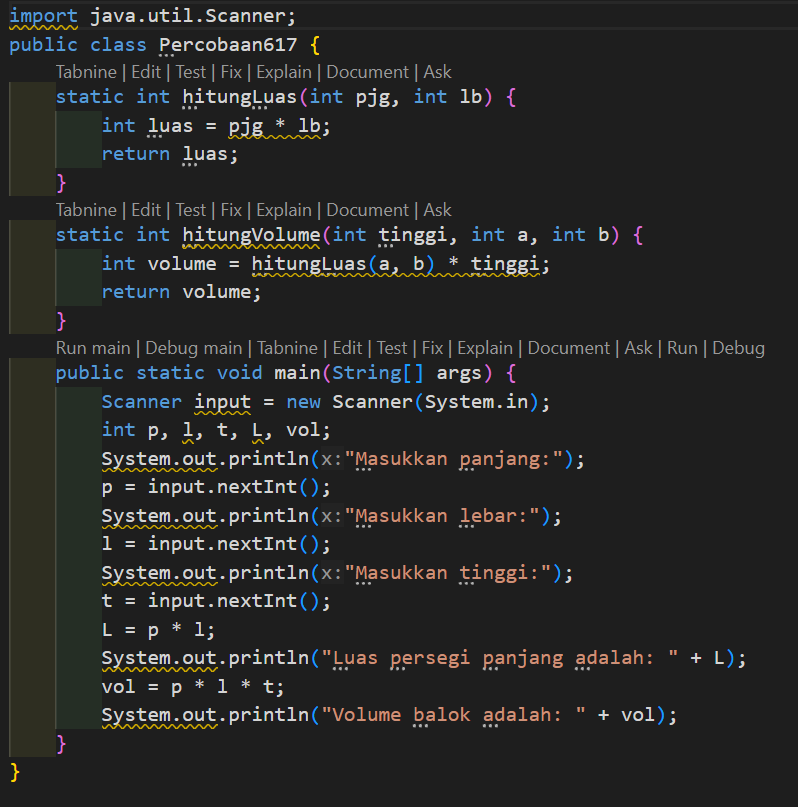 import java.util.Scanner;
public class Percobaan617 {
Tabnine | Edit | Test | Fix | Explain | Document | Ask
static int hitungLuas(int pjg, int lb) {
int luas = pjg * lb;
return luas;
}
Tabnine | Edit | Test | Fix | Explain | Document | Ask
static int hitungVolume(int tinggi, int a, int b) {
int volume = hitungLuas(a, b) * tinggi;
return volume;
}
Run main | Debug main | Tabnine | Edit | Test | Fix | Explain | Document | Ask | Run | Debug
public static void main(String[] args) {
Scanner input = new Scanner(System.in);
int p, l, t, L, vol;
System.out.println(x:"Masukkan panjang:");
p = input.nextInt();
System.out.println(x:"Masukkan lebar:");
l = input.nextInt();
System.out.println(x:"Masukkan tinggi:");
t = input.nextInt();
L = p * l;
System.out.println("Luas persegi panjang adalah: " + L);
vol = p * l * t;
System.out.println("Volume balok adalah: " + vol);
}
}